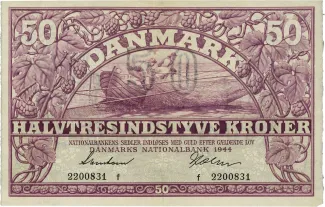 50 DANMARK 50
50
HALVTRESINDSTYVE KRONER
NATIONALBANKENS SEDLER INDLØSES MED GULD EFTER GÆLDENDE LOV
DANMARKS NATIONALBANK 1944
2200831 f f 2200831
50